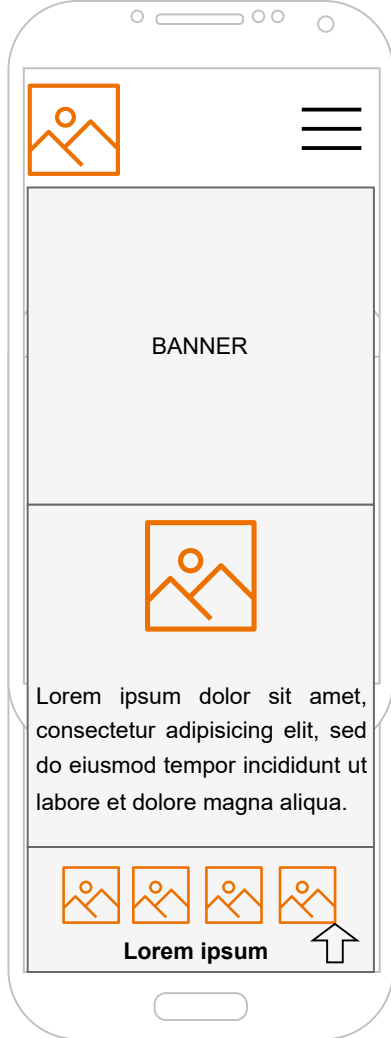 BANNER
Lorem ipsum dolor sit amet,
consectetur adipisicing elit, sed
do eiusmod tempor incididunt ut
labore et dolore magna aliqua.
Lorem ipsum